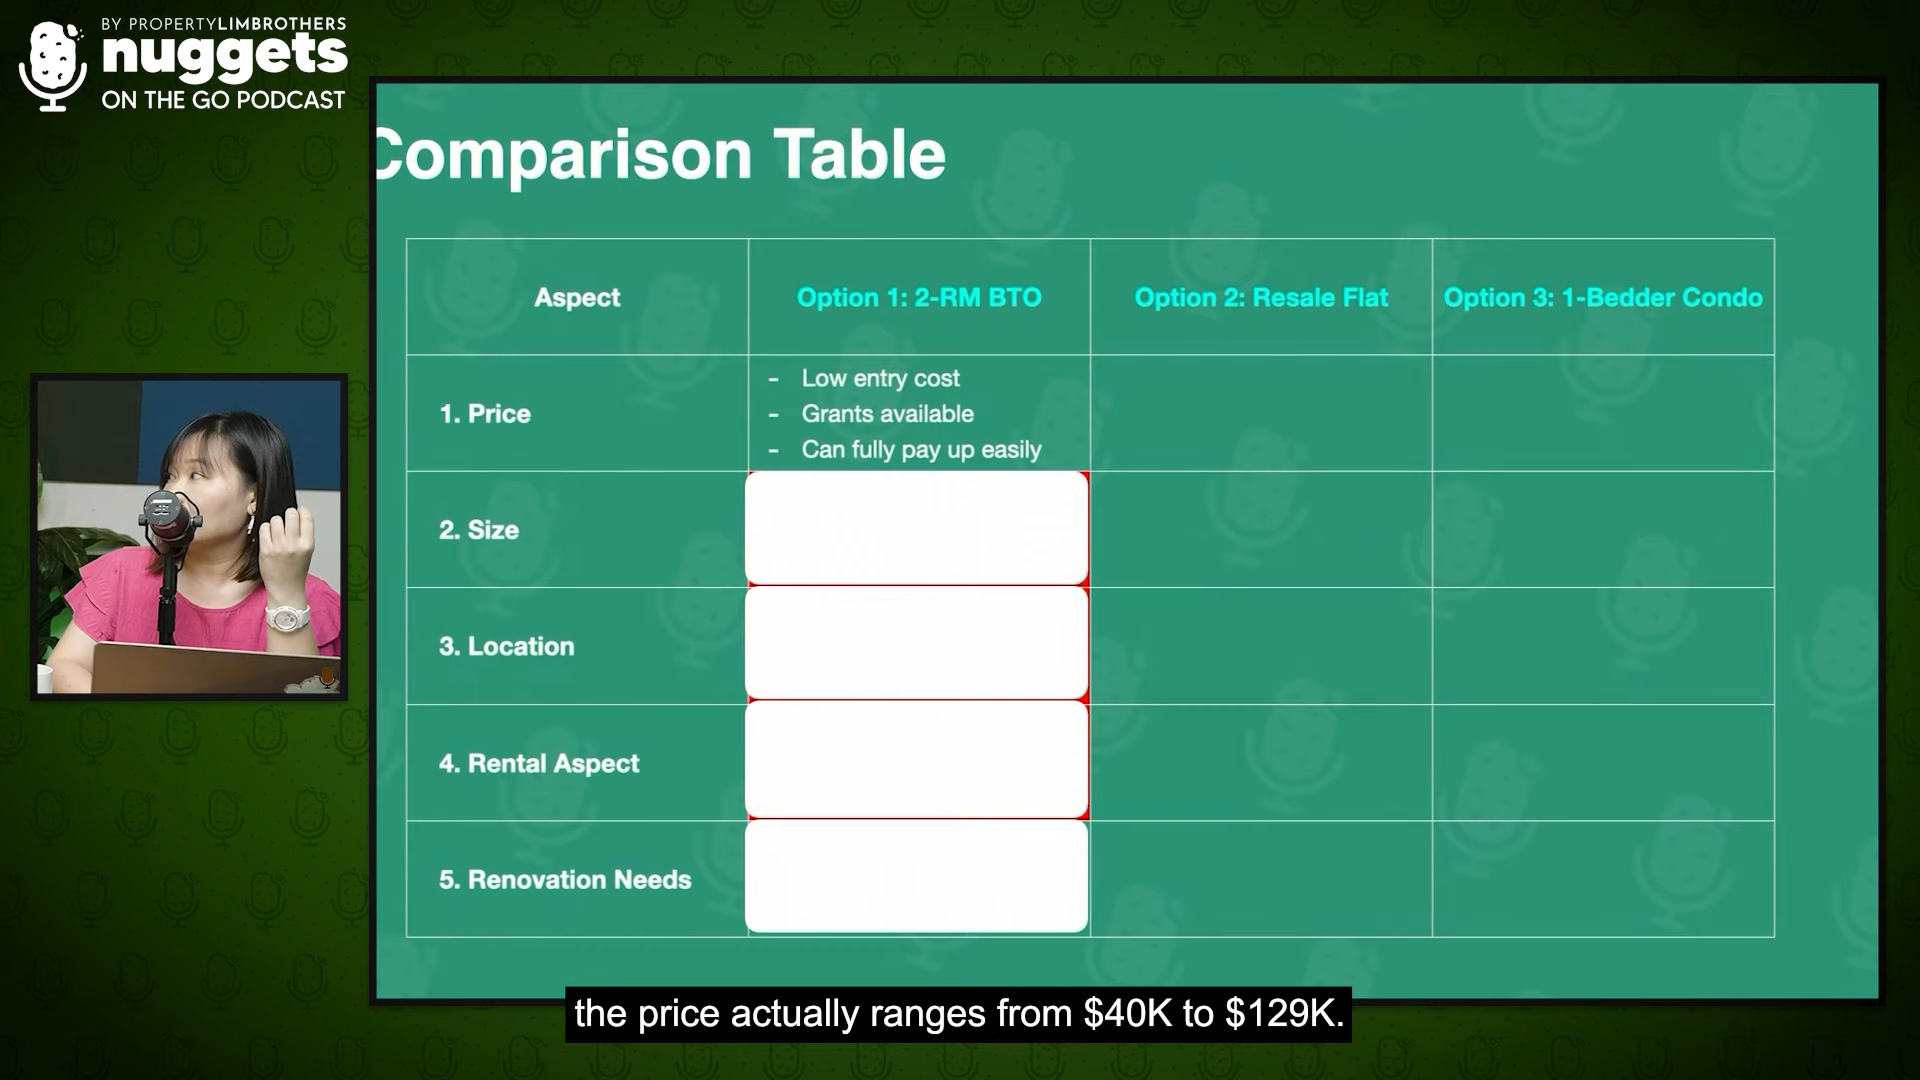 BY PROPERTYLIMBROTHERS
nuggets
ON THE GO PODCAST
Comparison Table
Aspect
Option 1: 2-RM BTO
Option 2: Resale Flat
Option 3: 1-Bedder Condo
1. Price
- Low entry cost
- Grants available
- Can fully pay up easily
2. Size
3. Location
4. Rental Aspect
5. Renovation Needs
the price actually ranges from $40K to $129K.